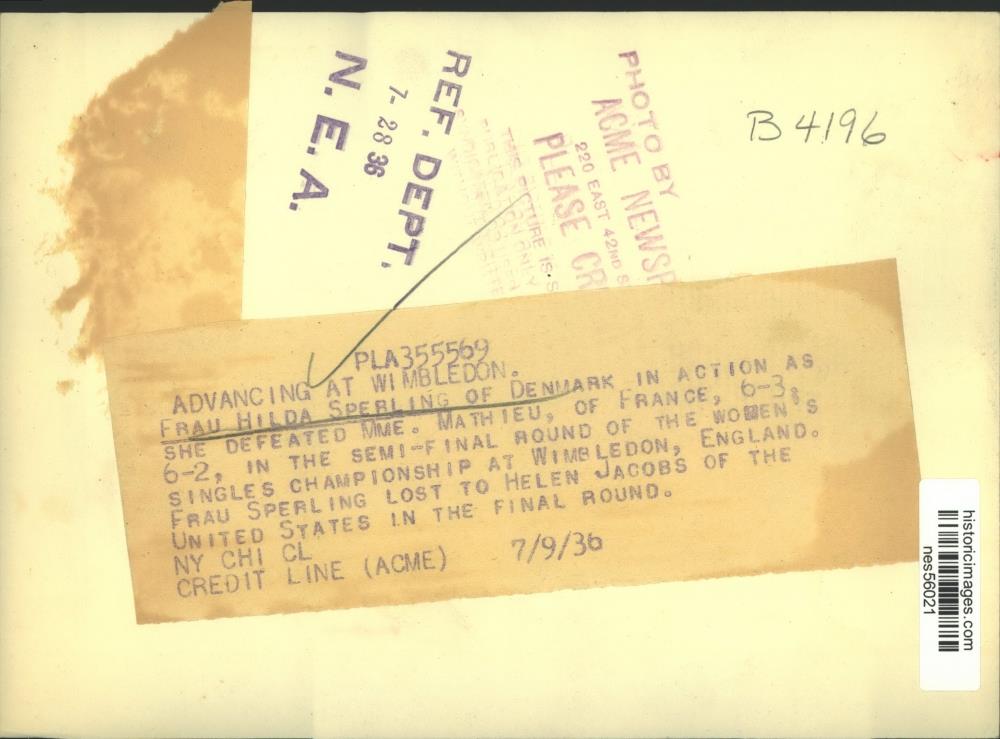 B 4196
PHOTO BY
ACME NEWSP
220 EAST 42ND S
PLEASE CR
THIS PICTURE IS S
REF. DEPT.
7-28 36
N. E. A.
PLA355569
ADVANCING AT WIMBLEDON.
FRAU HILDA SPERLING OF DENMARK IN ACTION AS
SHE DEFEATED MME. MATHIEU, OF FRANCE, 6-3,
6-2, IN THE SEMI-FINAL ROUND OF THE WOMEN'S
SINGLES CHAMPIONSHIP AT WIMBLEDON, ENGLAND.
FRAU SPERLING LOST TO HELEN JACOBS OF THE
UNITED STATES IN THE FINAL ROUND.
NY CHI CL
CREDIT LINE (ACME) 7/9/36
historicimages.com
nes56021